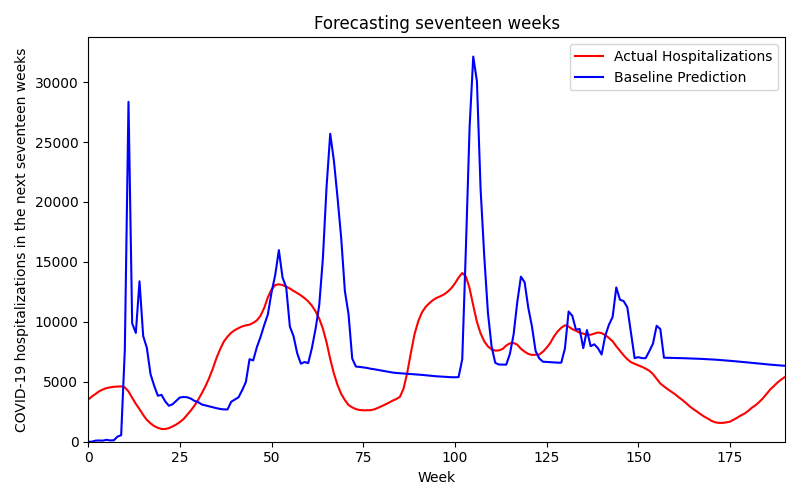 Forecasting seventeen weeks
Actual Hospitalizations
Baseline Prediction
COVID-19 hospitalizations in the next seventeen weeks
30000
25000
20000
15000
10000
5000
0
0 25 50 75 100 125 150 175
Week